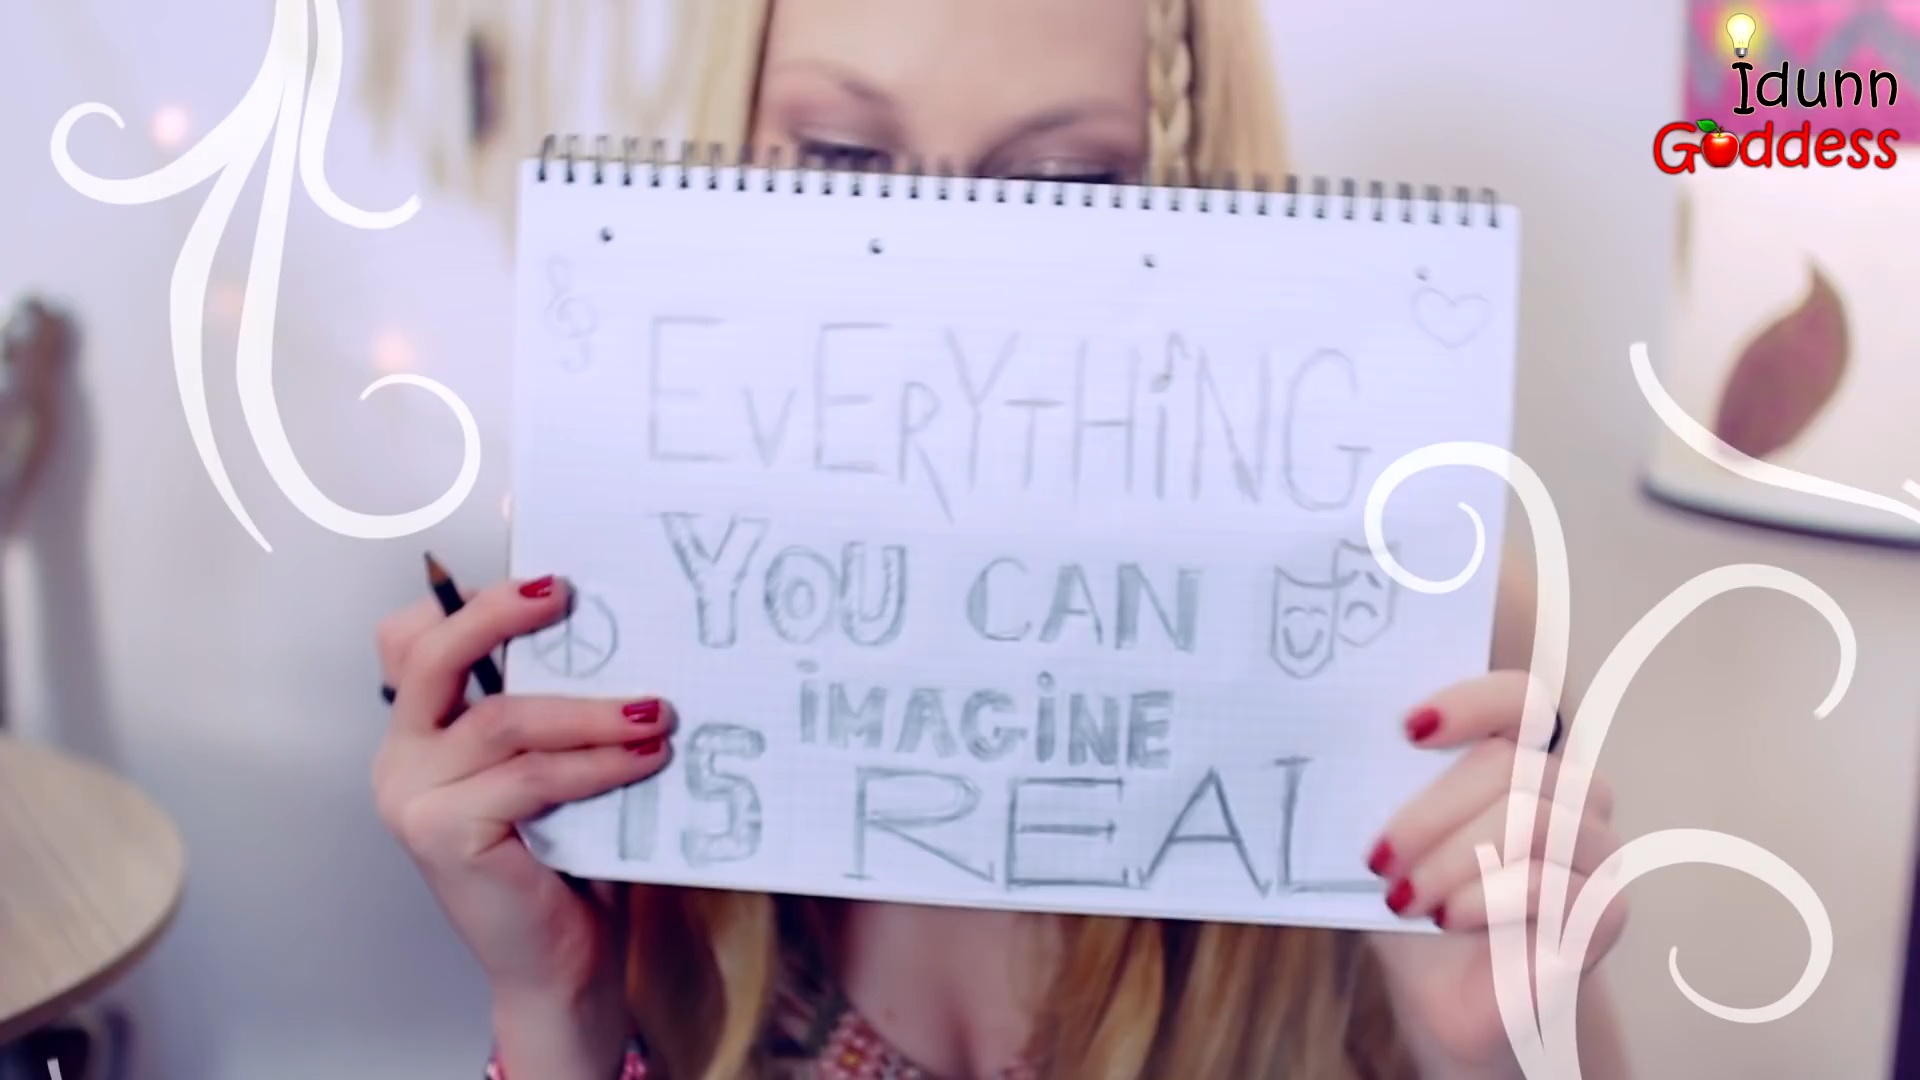 Idunn
Goddess
EvERYTHiNG
YOU CAN
iMAGiNE
IS REAL